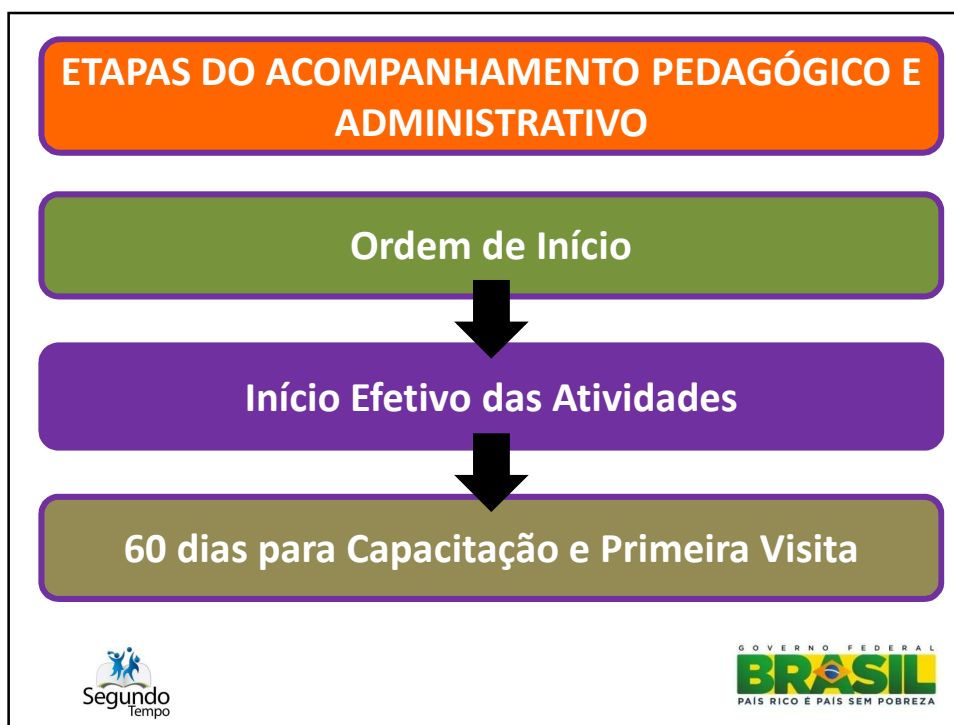 ETAPAS DO ACOMPANHAMENTO PEDAGÓGICO E
ADMINISTRATIVO
Ordem de Início
Início Efetivo das Atividades
60 dias para Capacitação e Primeira Visita
Segundo
Tempo
GOVERNO FEDERAL
BRASIL
PAÍS RICO É PAÍS SEM POBREZA